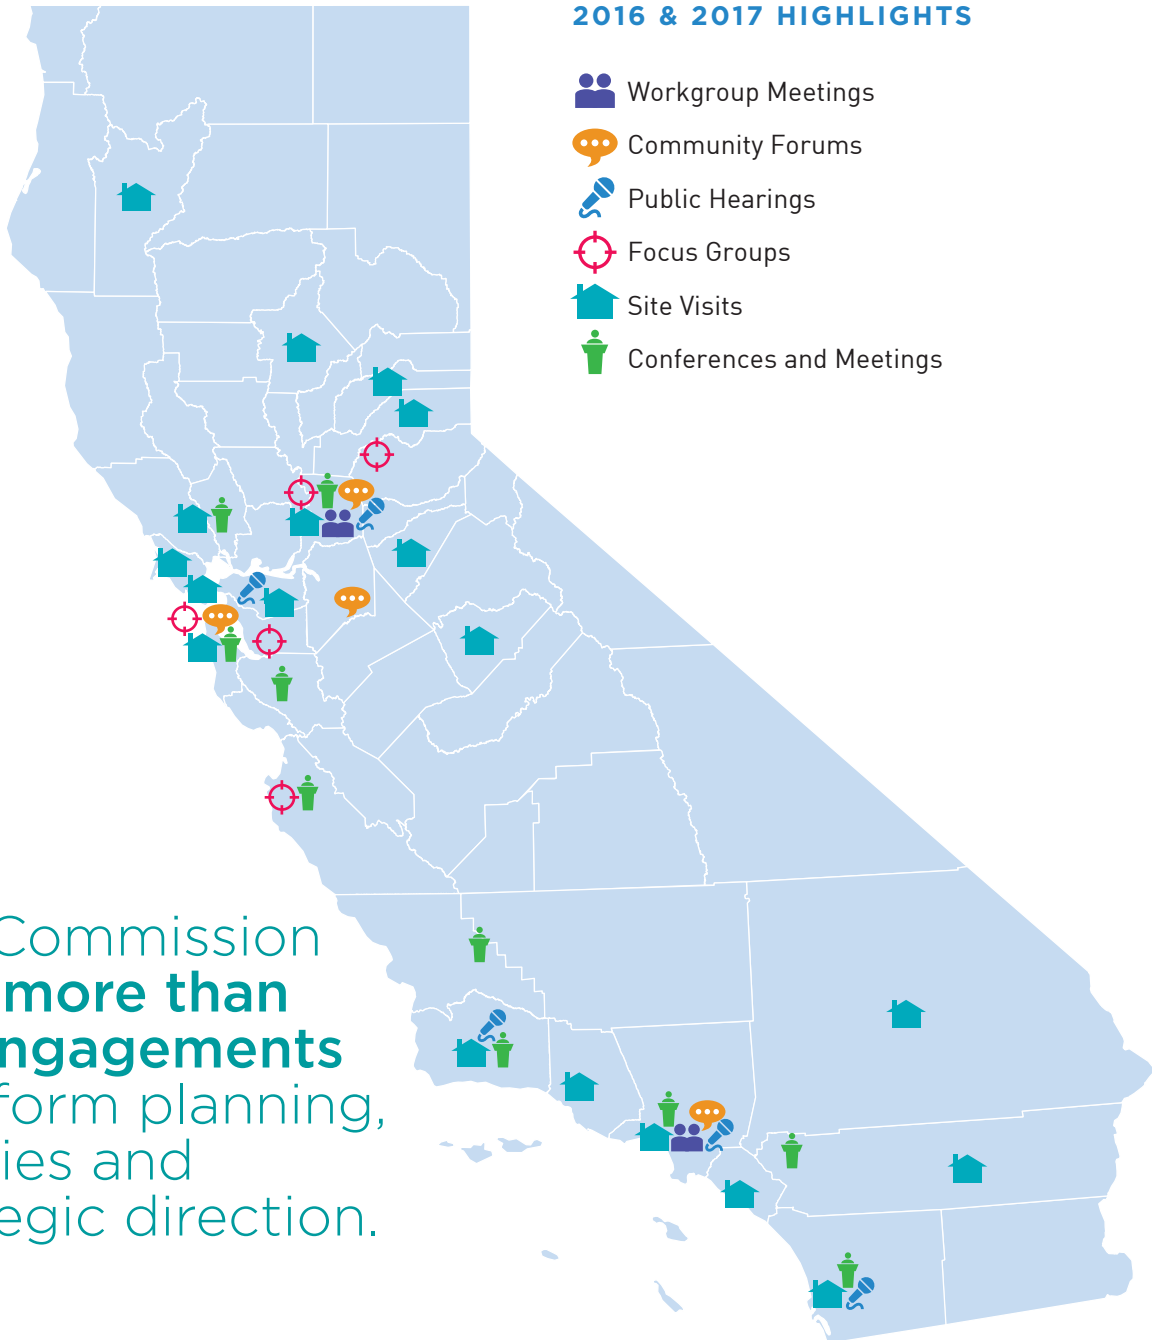 2016 & 2017 HIGHLIGHTS
Workgroup Meetings
Community Forums
Public Hearings
Focus Groups
Site Visits
Conferences and Meetings
Commission
more than
ngagements
form planning,
ies and
egic direction.